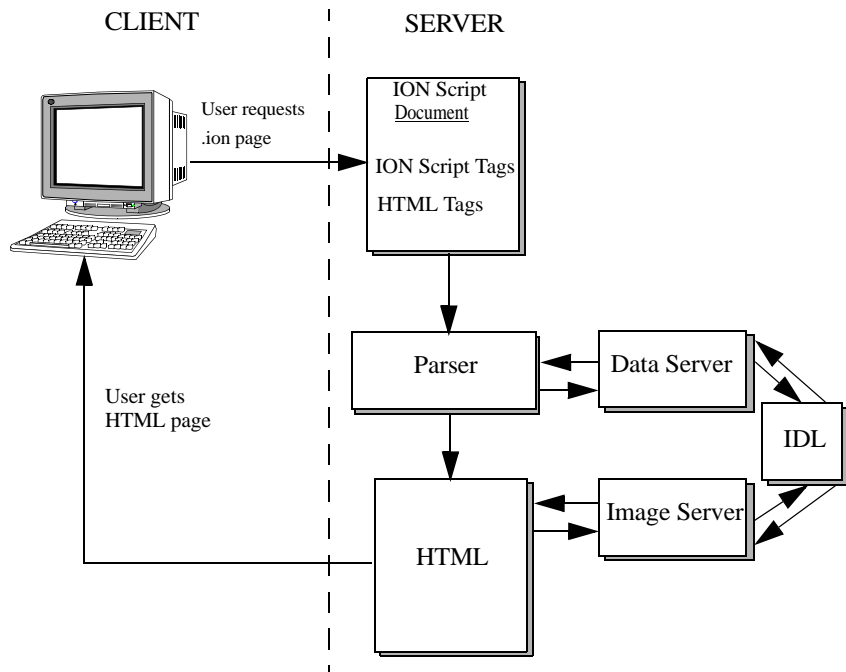 CLIENT
SERVER
User requests
.ion page
ION Script
Document
ION Script Tags
HTML Tags
Parser
Data Server
IDL
User gets
HTML page
HTML
Image Server